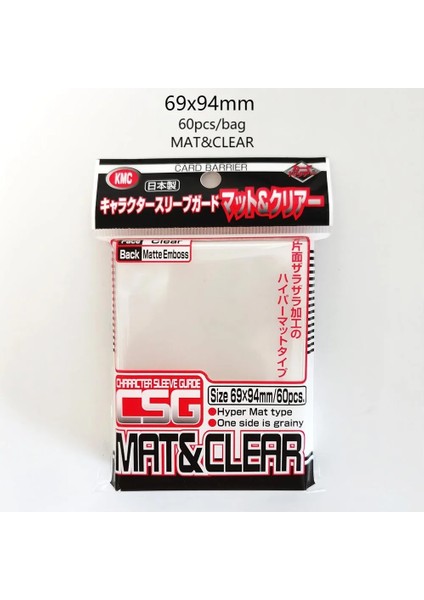 69x94mm
60pcs/bag
MAT&CLEAR
CARD BARRIER
KMC
日本製
キャラクタースリーブガード マット&クリアー
Face Clear
Back Matte Emboss
片面ザラザラ加工の
ハイパーマットタイプ
CHARACTER SLEEVE GUARDE
CSG
Size 69×94mm/60pcs.
●Hyper Mat type
●One side is grainy
MAT&CLEAR